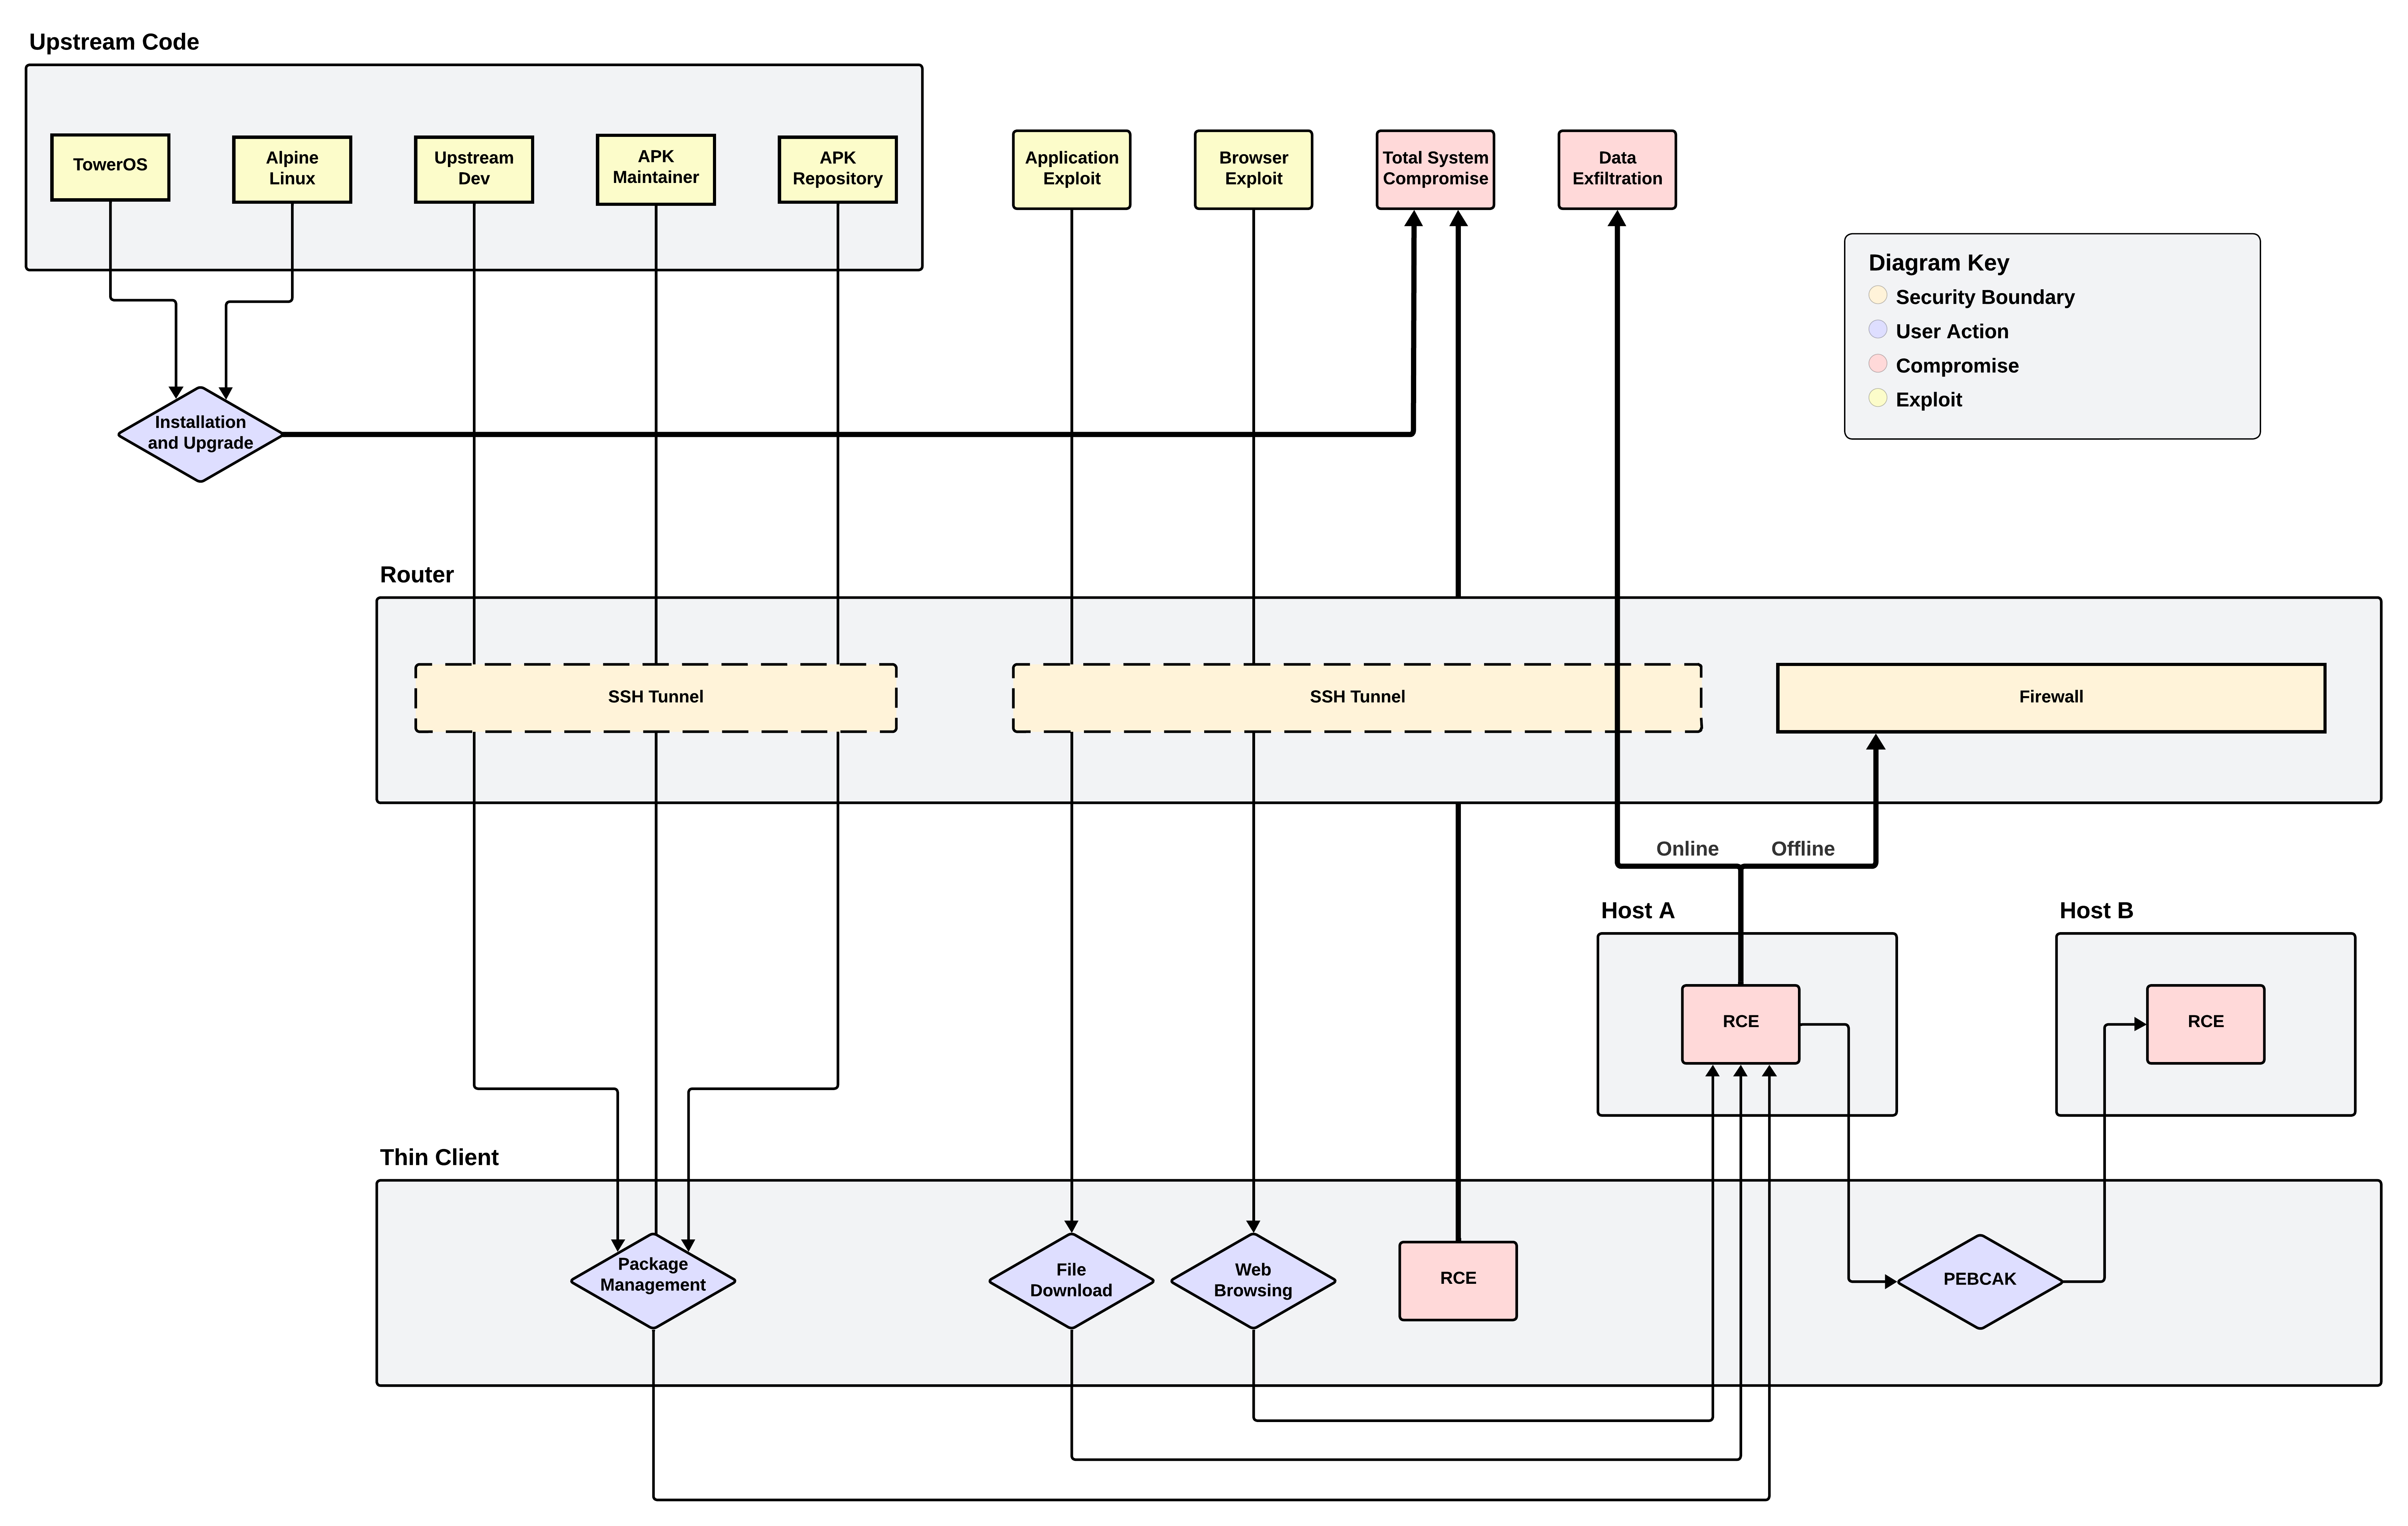 Upstream Code
TowerOS
Alpine
Linux
Upstream
Dev
APK
Maintainer
APK
Repository
Application
Exploit
Browser
Exploit
Total System
Compromise
Data
Exfiltration
Diagram Key
Security Boundary
User Action
Compromise
Exploit
Installation
and Upgrade
Router
SSH Tunnel
SSH Tunnel
Firewall
Online
Offline
Host A
Host B
RCE
RCE
Thin Client
Package
Management
File
Download
Web
Browsing
RCE
PEBCAK